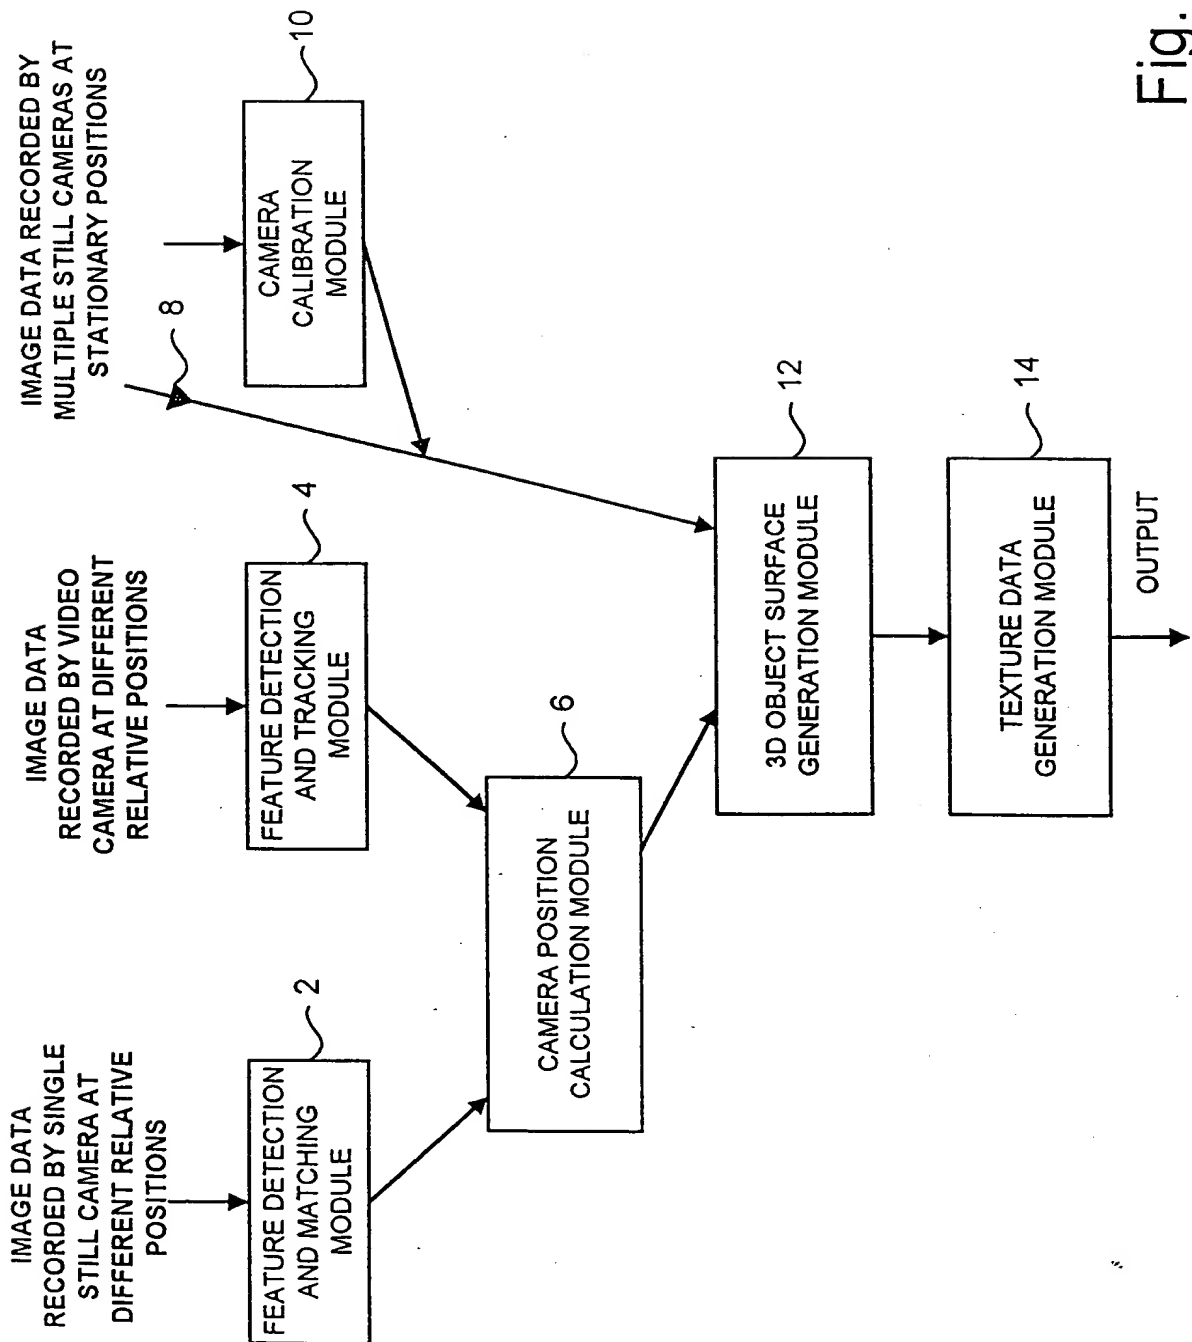 IMAGE DATA
RECORDED BY SINGLE
STILL CAMERA AT
DIFFERENT RELATIVE
POSITIONS
IMAGE DATA
RECORDED BY VIDEO
CAMERA AT DIFFERENT
RELATIVE POSITIONS
IMAGE DATA RECORDED BY
MULTIPLE STILL CAMERAS AT
STATIONARY POSITIONS
8
2
FEATURE DETECTION
AND MATCHING
MODULE
4
FEATURE DETECTION
AND TRACKING
MODULE
10
CAMERA
CALIBRATION
MODULE
6
CAMERA POSITION
CALCULATION MODULE
12
3D OBJECT SURFACE
GENERATION MODULE
14
TEXTURE DATA
GENERATION MODULE
OUTPUT
Fig.